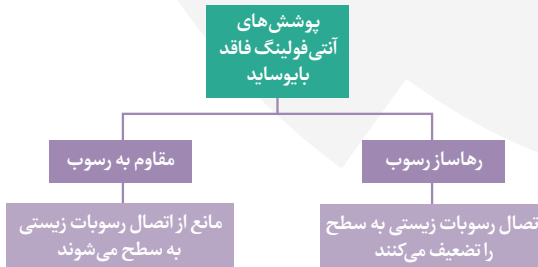 پوشش‌های
آنتی‌فولینگ فاقد
بایوساید
رهاساز رسوب
مقاوم به رسوب
تصال رسوبات زیستی به سطح
را تضعیف می‌کنند
مانع از اتصال رسوبات زیستی
به سطح می‌شوند